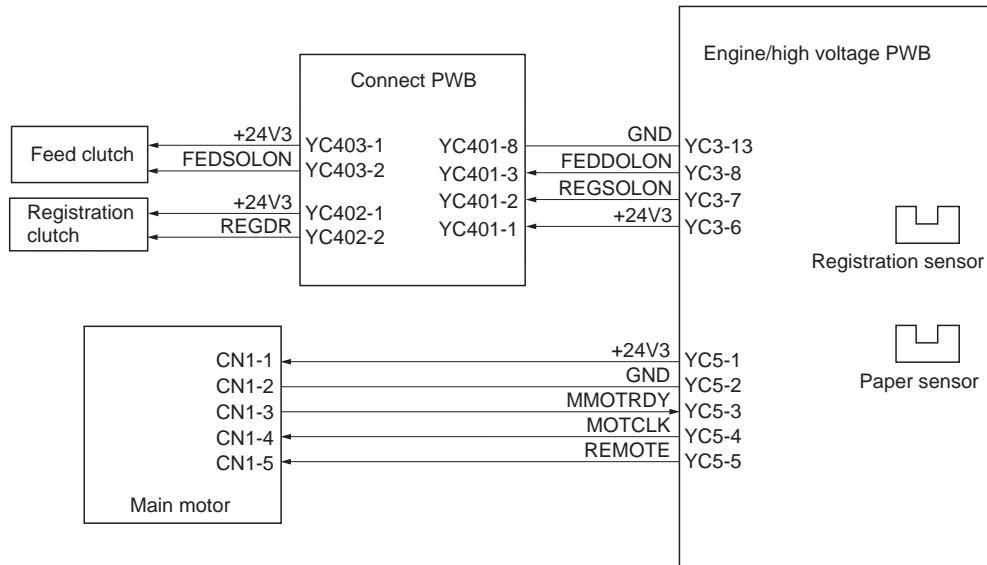 Engine/high voltage PWB
Connect PWB
Feed clutch
+24V3
FEDSOLON
YC403-1
YC403-2
Registration
clutch
+24V3
REGDR
YC402-1
YC402-2
YC401-8
YC401-3
YC401-2
YC401-1
GND
FEDDOLON
REGSOLON
+24V3
YC3-13
YC3-8
YC3-7
YC3-6
Registration sensor
Paper sensor
CN1-1
CN1-2
CN1-3
CN1-4
CN1-5
Main motor
+24V3
GND
MMOTRDY
MOTCLK
REMOTE
YC5-1
YC5-2
YC5-3
YC5-4
YC5-5